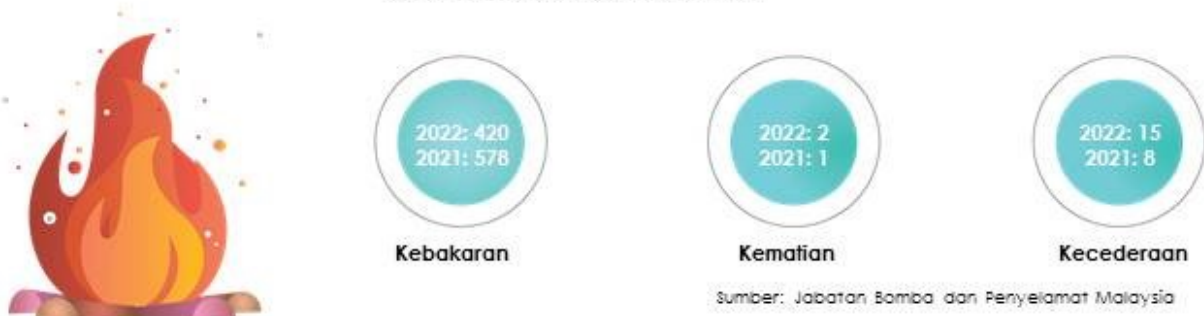 2022: 420
2021: 578
2022: 2
2021: 1
2022: 15
2021: 8
Kebakaran
Kematian
Kecederaan
Sumber: Jabatan Bomba dan Penyelamat Malaysia